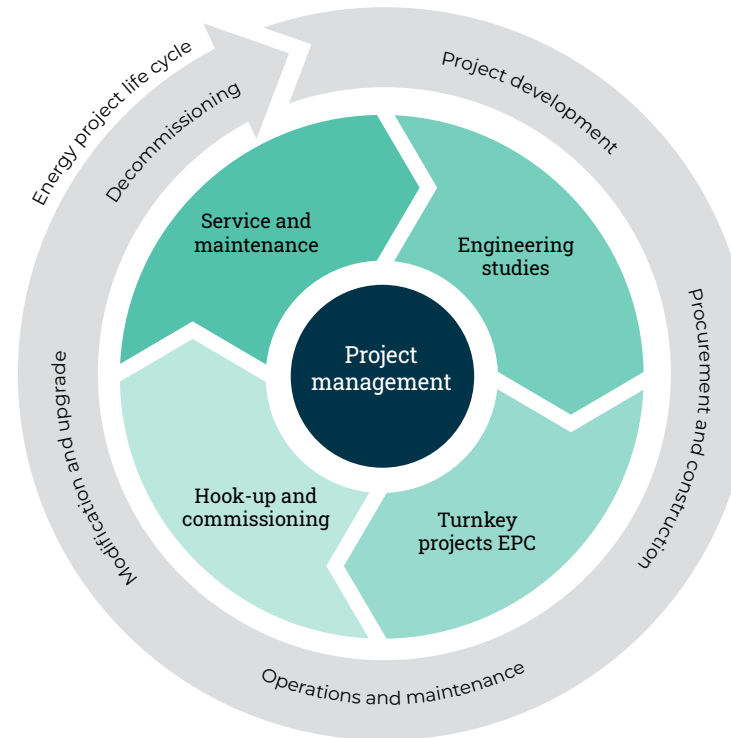 Energy project life cycle
Decommissioning
Project development
Procurement and construction
Operations and maintenance
Modification and upgrade
Service and
maintenance
Engineering
studies
Project
management
Hook-up and
commissioning
Turnkey
projects EPC